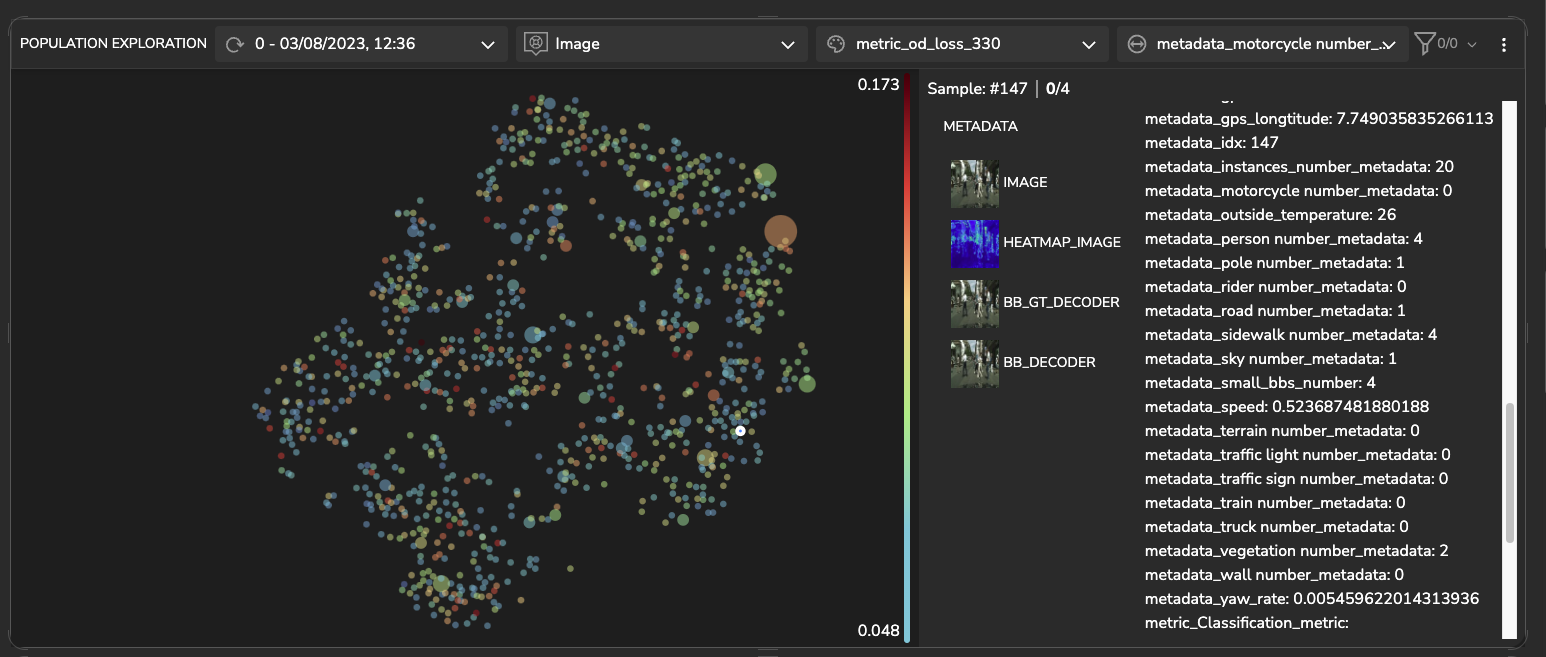 POPULATION EXPLORATION 0 - 03/08/2023, 12:36 Image metric_od_loss_330 metadata_motorcycle number_... 0/0
0.173
0.048
Sample: #147 | 0/4
METADATA
IMAGE
HEATMAP_IMAGE
BB_GT_DECODER
BB_DECODER
metadata_gps_longtitude: 7.749035835266113
metadata_idx: 147
metadata_instances_number_metadata: 20
metadata_motorcycle number_metadata: 0
metadata_outside_temperature: 26
metadata_person number_metadata: 4
metadata_pole number_metadata: 1
metadata_rider number_metadata: 0
metadata_road number_metadata: 1
metadata_sidewalk number_metadata: 4
metadata_sky number_metadata: 1
metadata_small_bbs_number: 4
metadata_speed: 0.523687481880188
metadata_terrain number_metadata: 0
metadata_traffic light number_metadata: 0
metadata_traffic sign number_metadata: 0
metadata_train number_metadata: 0
metadata_truck number_metadata: 0
metadata_vegetation number_metadata: 2
metadata_wall number_metadata: 0
metadata_yaw_rate: 0.005459622014313936
metric_Classification_metric: